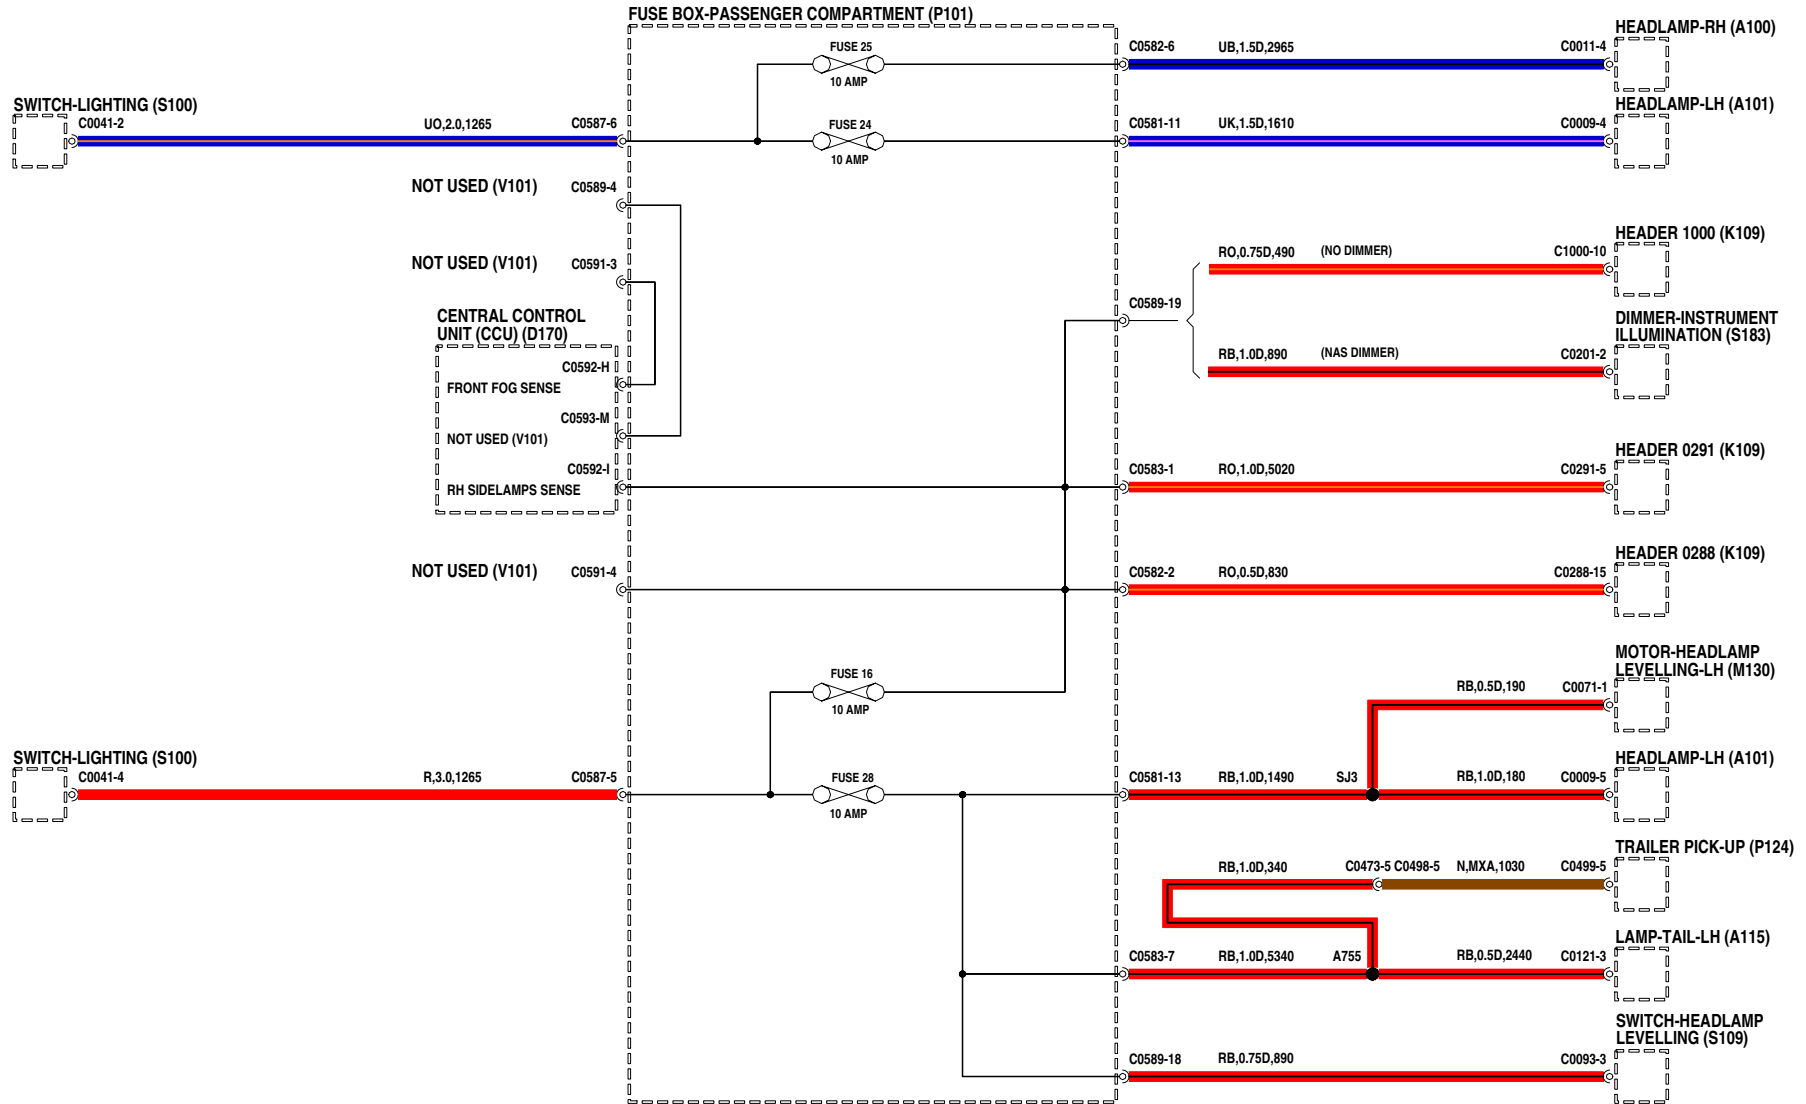 FUSE BOX-PASSENGER COMPARTMENT (P101)
HEADLAMP-RH (A100)
FUSE 25
10 AMP
C0582-6 UB,1.5D,2965 C0011-4
SWITCH-LIGHTING (S100)
C0041-2 UO,2.0,1265 C0587-6
FUSE 24
10 AMP
HEADLAMP-LH (A101)
C0581-11 UK,1.5D,1610 C0009-4
NOT USED (V101) C0589-4
NOT USED (V101) C0591-3
HEADER 1000 (K109)
RO,0.75D,490 (NO DIMMER) C1000-10
C0589-19
DIMMER-INSTRUMENT
ILLUMINATION (S183)
RB,1.0D,890 (NAS DIMMER) C0201-2
CENTRAL CONTROL
UNIT (CCU) (D170)
C0592-H
FRONT FOG SENSE
C0593-M
NOT USED (V101)
C0592-I
RH SIDELAMPS SENSE
HEADER 0291 (K109)
C0583-1 RO,1.0D,5020 C0291-5
NOT USED (V101) C0591-4
HEADER 0288 (K109)
C0582-2 RO,0.5D,830 C0288-15
FUSE 16
10 AMP
MOTOR-HEADLAMP
LEVELLING-LH (M130)
RB,0.5D,190 C0071-1
SWITCH-LIGHTING (S100)
C0041-4 R,3.0,1265 C0587-5
FUSE 28
10 AMP
HEADLAMP-LH (A101)
C0581-13 RB,1.0D,1490 SJ3 RB,1.0D,180 C0009-5
TRAILER PICK-UP (P124)
RB,1.0D,340 C0473-5 C0498-5 N,MXA,1030 C0499-5
LAMP-TAIL-LH (A115)
C0583-7 RB,1.0D,5340 A755 RB,0.5D,2440 C0121-3
SWITCH-HEADLAMP
LEVELLING (S109)
C0589-18 RB,0.75D,890 C0093-3